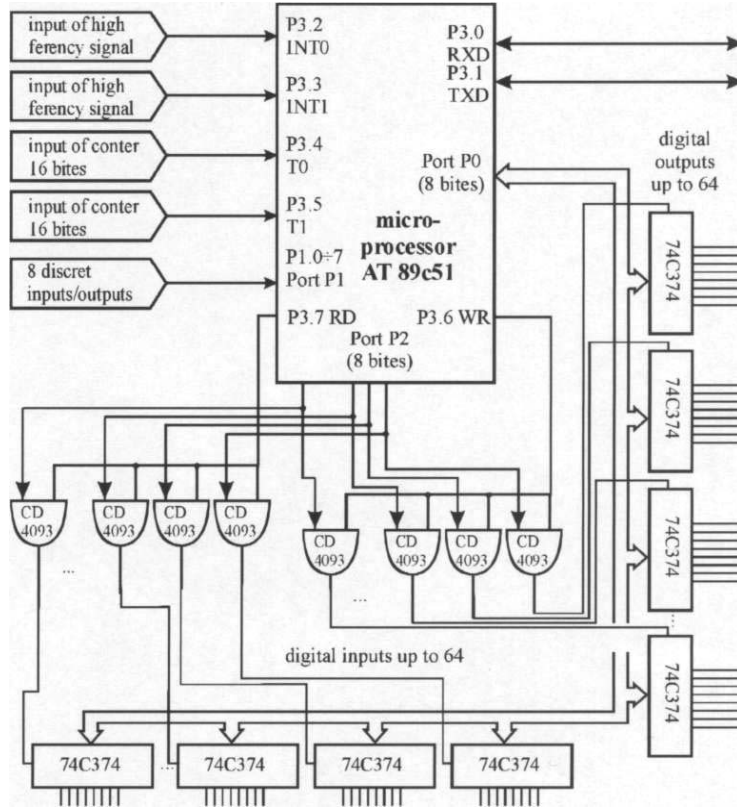 input of high
ferency signal
input of high
ferency signal
input of conter
16 bites
input of conter
16 bites
8 discret
inputs/outputs
P3.2
INT0
P3.3
INT1
P3.4
T0
P3.5
T1
P1.0÷7
Port P1
P3.7 RD
P3.0
RXD
P3.1
TXD
Port P0
(8 bites)
micro-
processor
AT 89c51
P3.6 WR
Port P2
(8 bites)
digital
outputs
up to 64
74C374
74C374
74C374
...
74C374
CD
4093
...
CD
4093
CD
4093
CD
4093
CD
4093
...
CD
4093
CD
4093
CD
4093
digital inputs up to 64
74C374
...
74C374
74C374
74C374